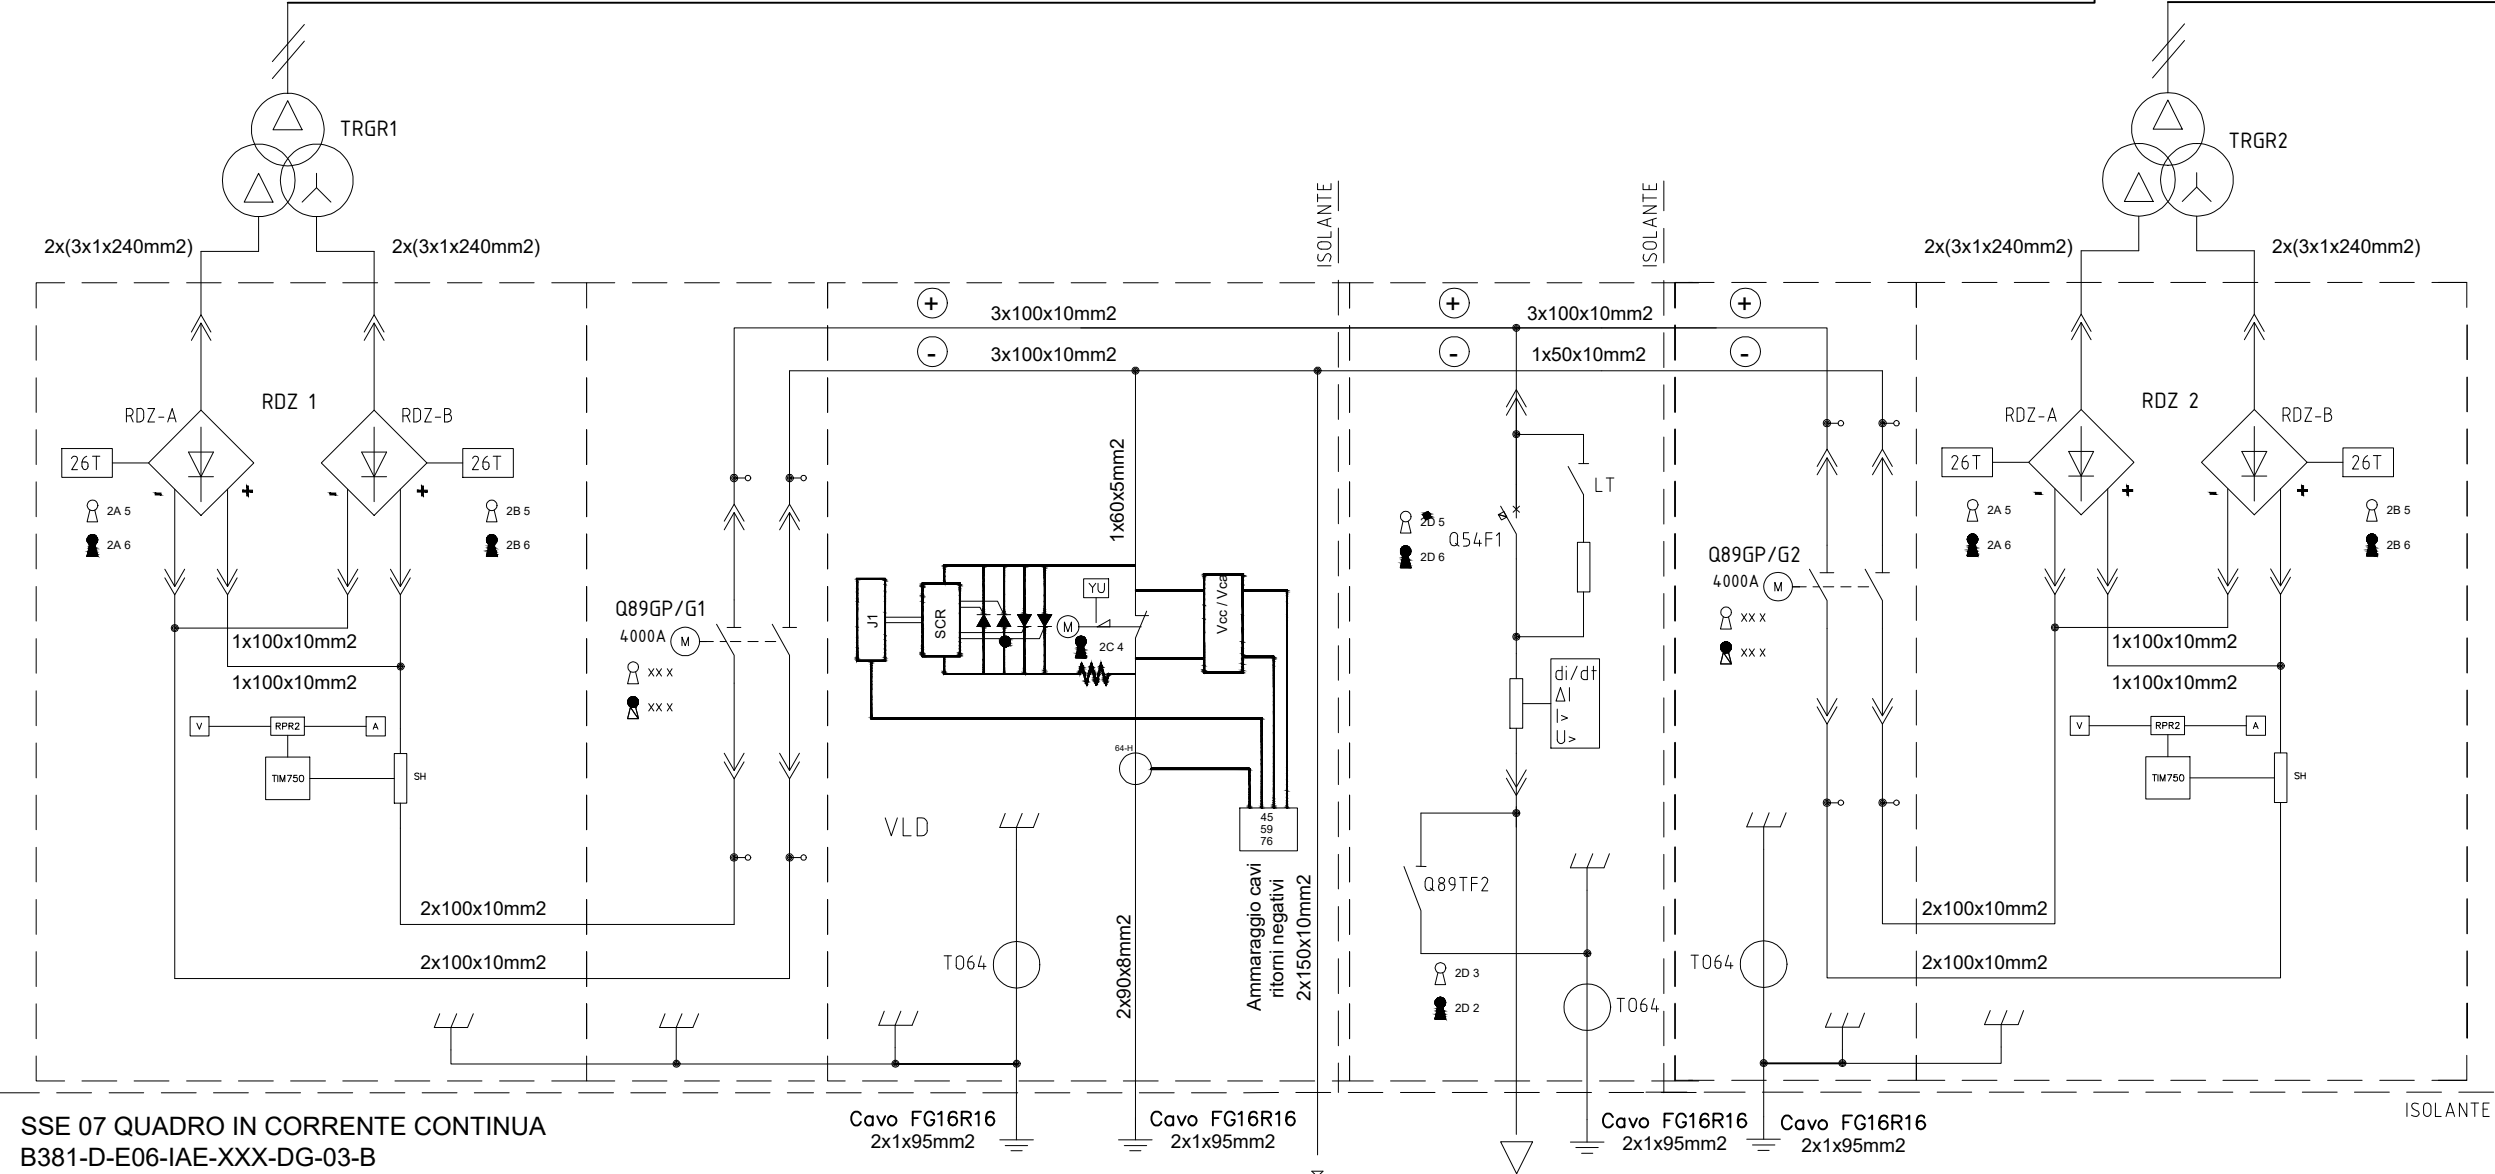 TRGR1
TRGR2
ISOLANTE
ISOLANTE
2x(3x1x240mm2)
2x(3x1x240mm2)
2x(3x1x240mm2)
2x(3x1x240mm2)
+
3x100x10mm2
+
3x100x10mm2
+
-
3x100x10mm2
-
1x50x10mm2
-
RDZ 1
RDZ-A
RDZ-B
26T
26T
- +
- +
2A 5
2A 6
2B 5
2B 6
1x100x10mm2
1x100x10mm2
V
RPR2
A
TIM750
SH
2x100x10mm2
2x100x10mm2
Q89GP/G1
4000A
M
XX X
XX X
1x60x5mm2
J1
SCR
YU
M
2C 4
Vcc / Vca
64-H
45
59
76
VLD
T064
2x90x8mm2
Ammaraggio cavi
ritorni negativi
2x150x10mm2
LT
2D 5
2D 6
Q54F1
di/dt
ΔI
I>
U>
Q89TF2
2D 3
2D 2
T064
Q89GP/G2
4000A
M
XX X
XX X
T064
RDZ 2
RDZ-A
RDZ-B
26T
26T
- +
- +
2A 5
2A 6
2B 5
2B 6
1x100x10mm2
1x100x10mm2
V
RPR2
A
TIM750
SH
2x100x10mm2
2x100x10mm2
Cavo FG16R16
2x1x95mm2
Cavo FG16R16
2x1x95mm2
Cavo FG16R16
2x1x95mm2
Cavo FG16R16
2x1x95mm2
ISOLANTE
SSE 07 QUADRO IN CORRENTE CONTINUA
B381-D-E06-IAE-XXX-DG-03-B